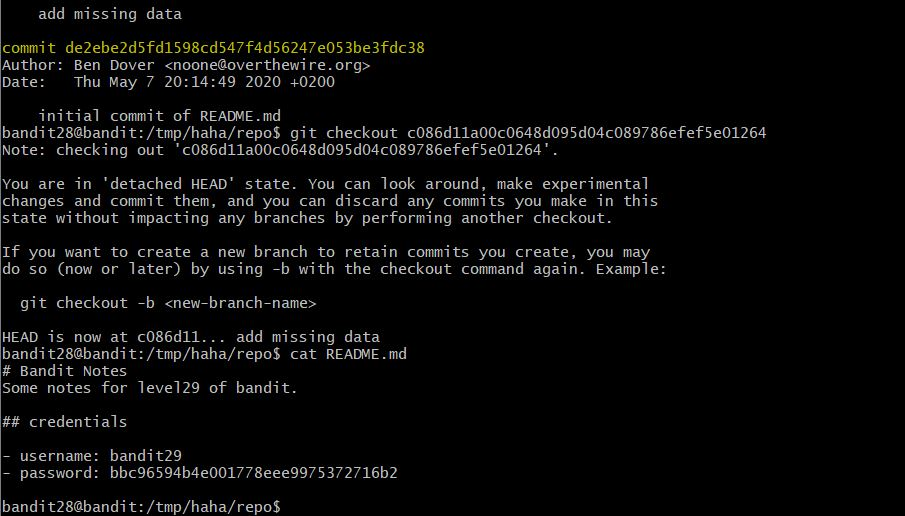 add missing data
commit de2ebe2d5fd1598cd547f4d56247e053be3fdc38
Author: Ben Dover <noone@overthewire.org>
Date:   Thu May 7 20:14:49 2020 +0200
initial commit of README.md
bandit28@bandit:/tmp/haha/repo$ git checkout c086d11a00c0648d095d04c089786efef5e01264
Note: checking out 'c086d11a00c0648d095d04c089786efef5e01264'.
You are in 'detached HEAD' state. You can look around, make experimental
changes and commit them, and you can discard any commits you make in this
state without impacting any branches by performing another checkout.
If you want to create a new branch to retain commits you create, you may
do so (now or later) by using -b with the checkout command again. Example:
git checkout -b <new-branch-name>
HEAD is now at c086d11... add missing data
bandit28@bandit:/tmp/haha/repo$ cat README.md
# Bandit Notes
Some notes for level29 of bandit.
## credentials
- username: bandit29
- password: bbc96594b4e001778eee9975372716b2
bandit28@bandit:/tmp/haha/repo$